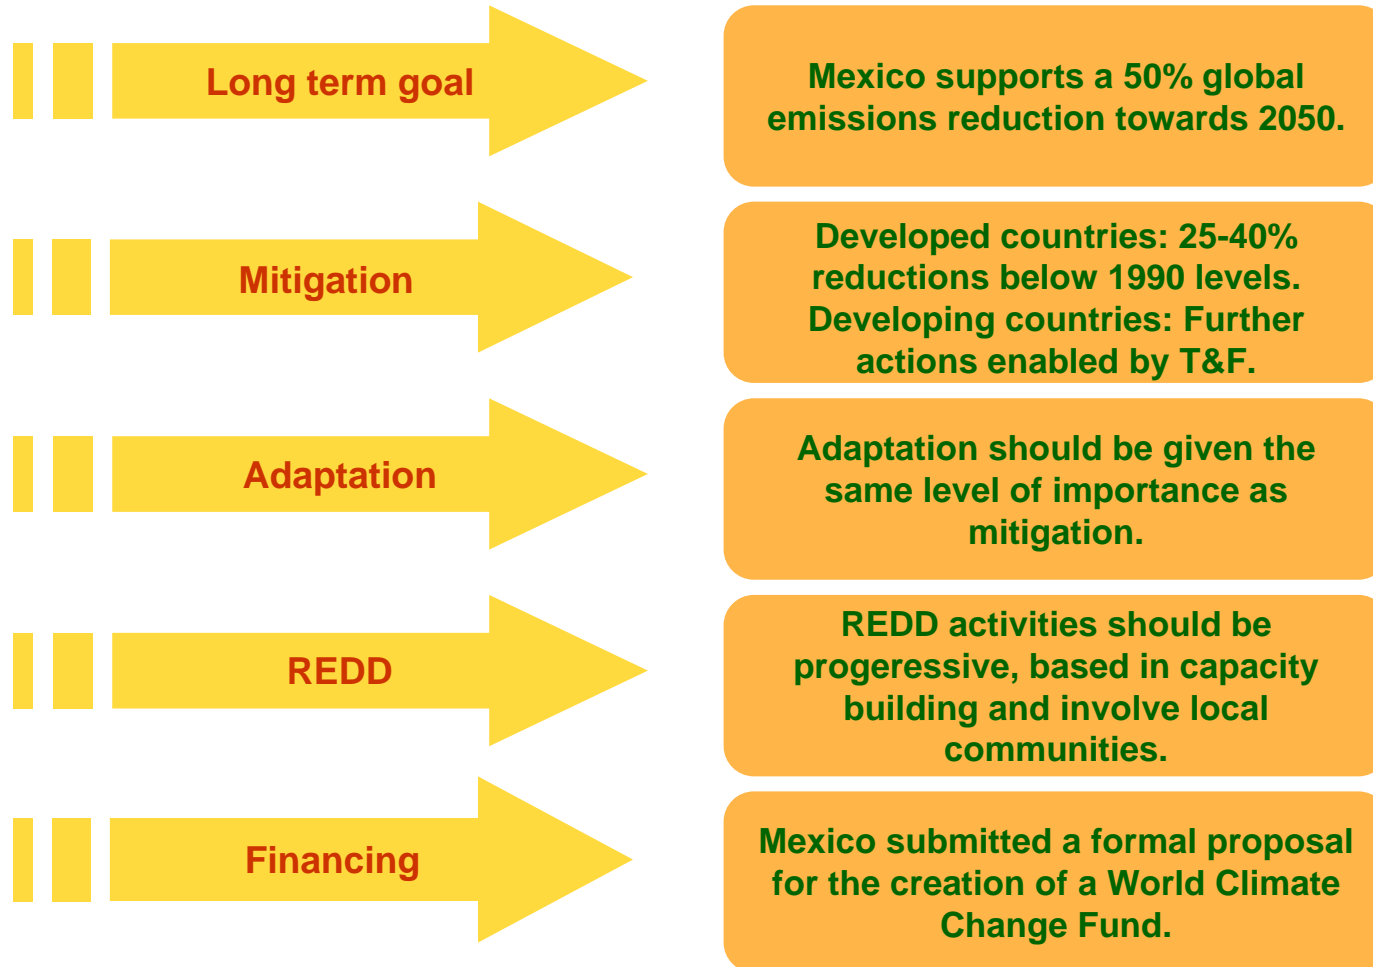 Long term goal
Mexico supports a 50% global
emissions reduction towards 2050.
Mitigation
Developed countries: 25-40%
reductions below 1990 levels.
Developing countries: Further
actions enabled by T&F.
Adaptation
Adaptation should be given the
same level of importance as
mitigation.
REDD
REDD activities should be
progeressive, based in capacity
building and involve local
communities.
Financing
Mexico submitted a formal proposal
for the creation of a World Climate
Change Fund.